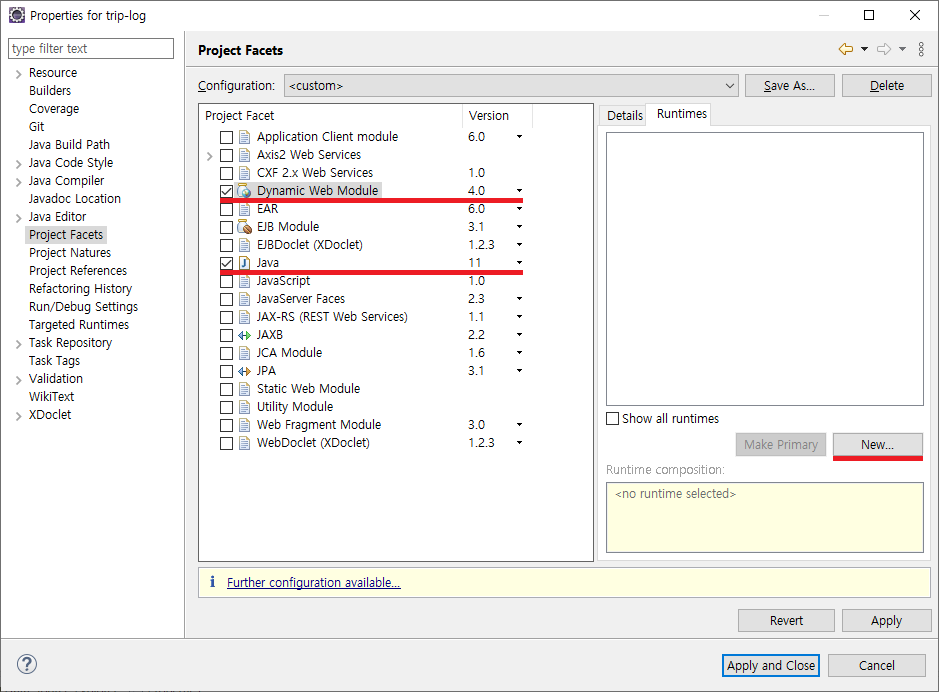 Properties for trip-log
type filter text
Resource
Builders
Coverage
Git
Java Build Path
Java Code Style
Java Compiler
Javadoc Location
Java Editor
Project Facets
Project Natures
Project References
Refactoring History
Run/Debug Settings
Targeted Runtimes
Task Repository
Task Tags
Validation
WikiText
XDoclet
Project Facets
Configuration: <custom> Save As... Delete
Project Facet Version
Application Client module 6.0
Axis2 Web Services
CXF 2.x Web Services 1.0
Dynamic Web Module 4.0
EAR 6.0
EJB Module 3.1
EJBDoclet (XDoclet) 1.2.3
Java 11
JavaScript 1.0
JavaServer Faces 2.3
JAX-RS (REST Web Services) 1.1
JAXB 2.2
JCA Module 1.6
JPA 3.1
Static Web Module
Utility Module
Web Fragment Module 3.0
WebDoclet (XDoclet) 1.2.3
Details Runtimes
Show all runtimes
Make Primary New...
Runtime composition:
<no runtime selected>
Further configuration available...
Revert Apply
Apply and Close Cancel